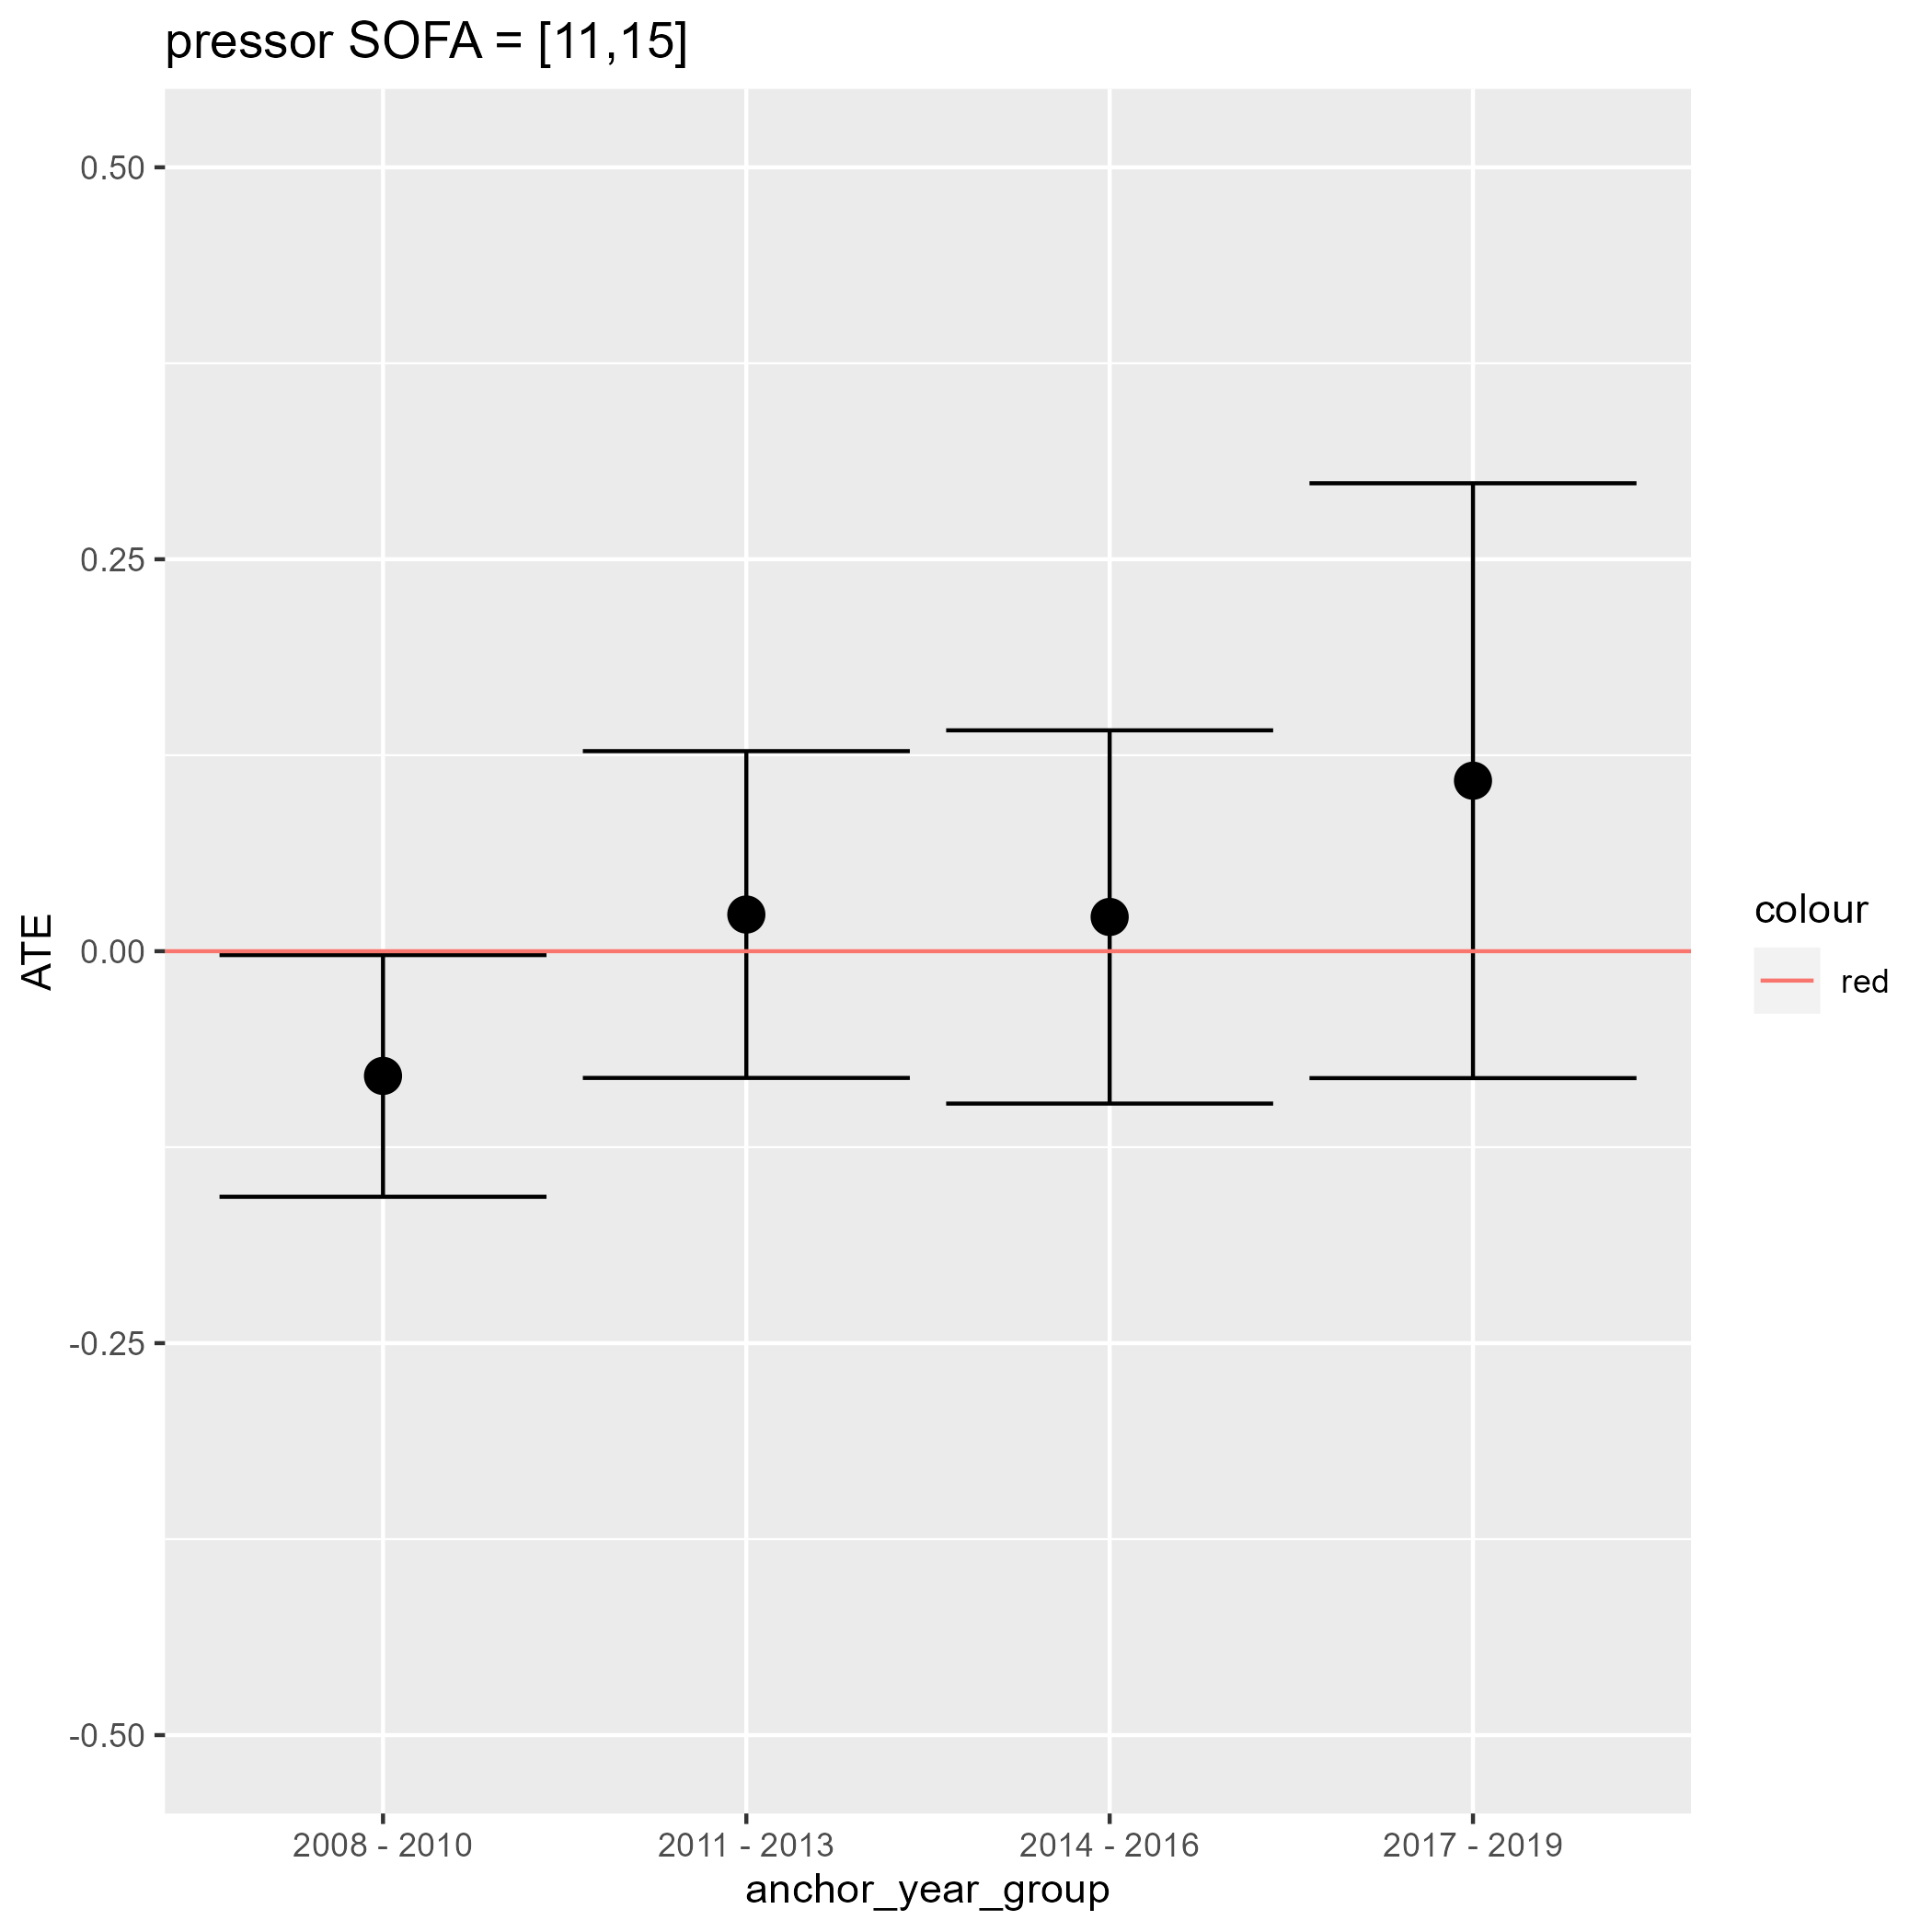 pressor SOFA = [11,15]
0.50
0.25
0.00
-0.25
-0.50
ATE
2008 - 2010
2011 - 2013
2014 - 2016
2017 - 2019
anchor_year_group
colour
red